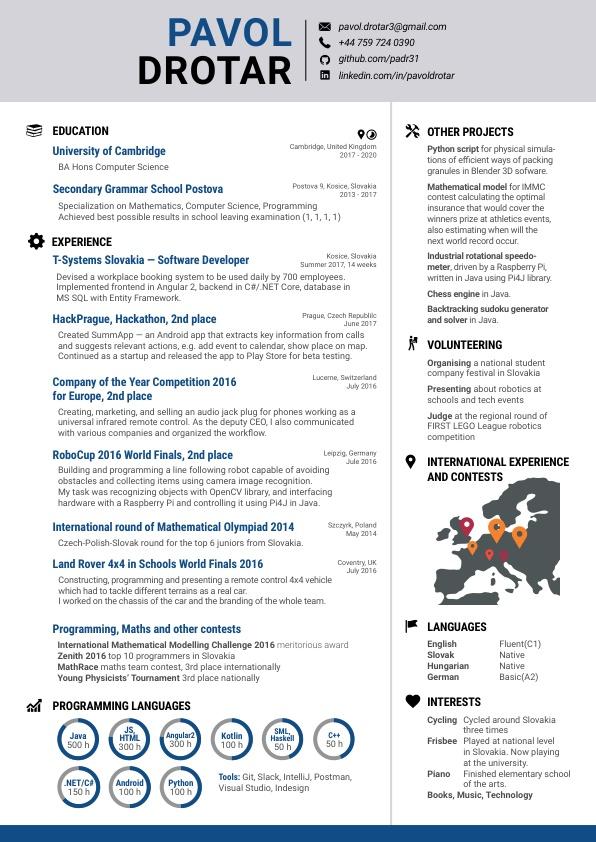 PAVOL
DROTAR
pavol.drotar3@gmail.com
+44 759 724 0390
github.com/padr31
linkedin.com/in/pavoldrotar
EDUCATION
University of Cambridge
Cambridge, United Kingdom
2017 - 2020
BA Hons Computer Science
Secondary Grammar School Postova
Postova 9, Kosice, Slovakia
2013 - 2017
Specialization on Mathematics, Computer Science, Programming
Achieved best possible results in school leaving examination (1, 1, 1, 1)
EXPERIENCE
T-Systems Slovakia — Software Developer
Kosice, Slovakia
Summer 2017, 14 weeks
Devised a workplace booking system to be used daily by 700 employees.
Implemented frontend in Angular 2, backend in C#/.NET Core, database in
MS SQL with Entity Framework.
HackPrague, Hackathon, 2nd place
Prague, Czech Republic
June 2017
Created SummApp — an Android app that extracts key information from calls
and suggests relevant actions, e.g. add event to calendar, show place on map.
Continued as a startup and released the app to Play Store for beta testing.
Company of the Year Competition 2016
for Europe, 2nd place
Lucerne, Switzerland
July 2016
Creating, marketing, and selling an audio jack plug for phones working as a
universal infrared remote control. As the deputy CEO, I also communicated
with various companies and organized the workflow.
RoboCup 2016 World Finals, 2nd place
Leipzig, Germany
Jule 2016
Building and programming a line following robot capable of avoiding
obstacles and collecting items using camera image recognition.
My task was recognizing objects with OpenCV library, and interfacing
hardware with a Raspberry Pi and controlling it using Pi4J in Java.
International round of Mathematical Olympiad 2014
Szczyrk, Poland
May 2014
Czech-Polish-Slovak round for the top 6 juniors from Slovakia.
Land Rover 4x4 in Schools World Finals 2016
Coventry, UK
July 2016
Constructing, programming and presenting a remote control 4x4 vehicle
which had to tackle different terrains as a real car.
I worked on the chassis of the car and the branding of the whole team.
Programming, Maths and other contests
International Mathematical Modelling Challenge 2016 meritorious award
Zenith 2016 top 10 programmers in Slovakia
MathRace maths team contest, 3rd place internationally
Young Physicists' Tournament 3rd place nationally
PROGRAMMING LANGUAGES
Java
500 h
JS,
HTML
300 h
Angular2
300 h
Kotlin
100 h
SML,
Haskell
50 h
C++
50 h
.NET/C#
150 h
Android
100 h
Python
100 h
Tools: Git, Slack, IntelliJ, Postman,
Visual Studio, Indesign
OTHER PROJECTS
Python script for physical simula-
tions of efficient ways of packing
granules in Blender 3D sofware.
Mathematical model for IMMC
contest calculating the optimal
insurance that would cover the
winners prize at athletics events,
also estimating when will the
next world record occur.
Industrial rotational speedo-
meter, driven by a Raspberry Pi,
written in Java using Pi4J library.
Chess engine in Java.
Backtracking sudoku generator
and solver in Java.
VOLUNTEERING
Organising a national student
company festival in Slovakia
Presenting about robotics at
schools and tech events
Judge at the regional round of
FIRST LEGO League robotics
competition
INTERNATIONAL EXPERIENCE
AND CONTESTS
LANGUAGES
English Fluent(C1)
Slovak Native
Hungarian Native
German Basic(A2)
INTERESTS
Cycling Cycled around Slovakia
three times
Frisbee Played at national level
in Slovakia. Now playing
at the university.
Piano Finished elementary school
of the arts.
Books, Music, Technology